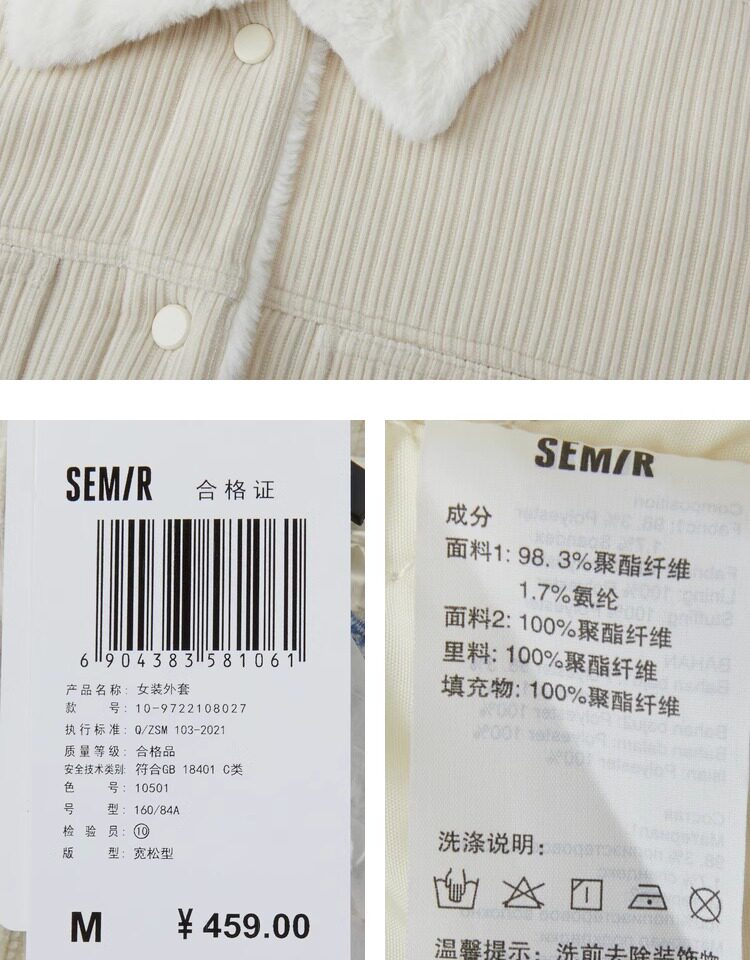 SEMIR 合格证
6 904383 581061
产品名称: 女装外套
款 号: 10-9722108027
执行标准: Q/ZSM 103-2021
质量等级: 合格品
安全技术类别: 符合GB 18401 C类
色 号: 10501
号 型: 160/84A
检 验 员: ⑩
版 型: 宽松型
M ¥ 459.00
SEMIR
成分
面料1: 98.3%聚酯纤维
1.7%氨纶
面料2: 100%聚酯纤维
里料: 100%聚酯纤维
填充物: 100%聚酯纤维
洗涤说明:
温馨提示: 洗前去除装饰物